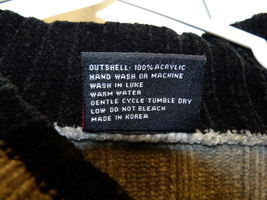 OUTSHELL: 100% ACRYLIC
HAND WASH OR MACHINE
WASH IN LUKE
WARM WATER
GENTLE CYCLE TUMBLE DRY
LOW DO NOT BLEACH
MADE IN KOREA